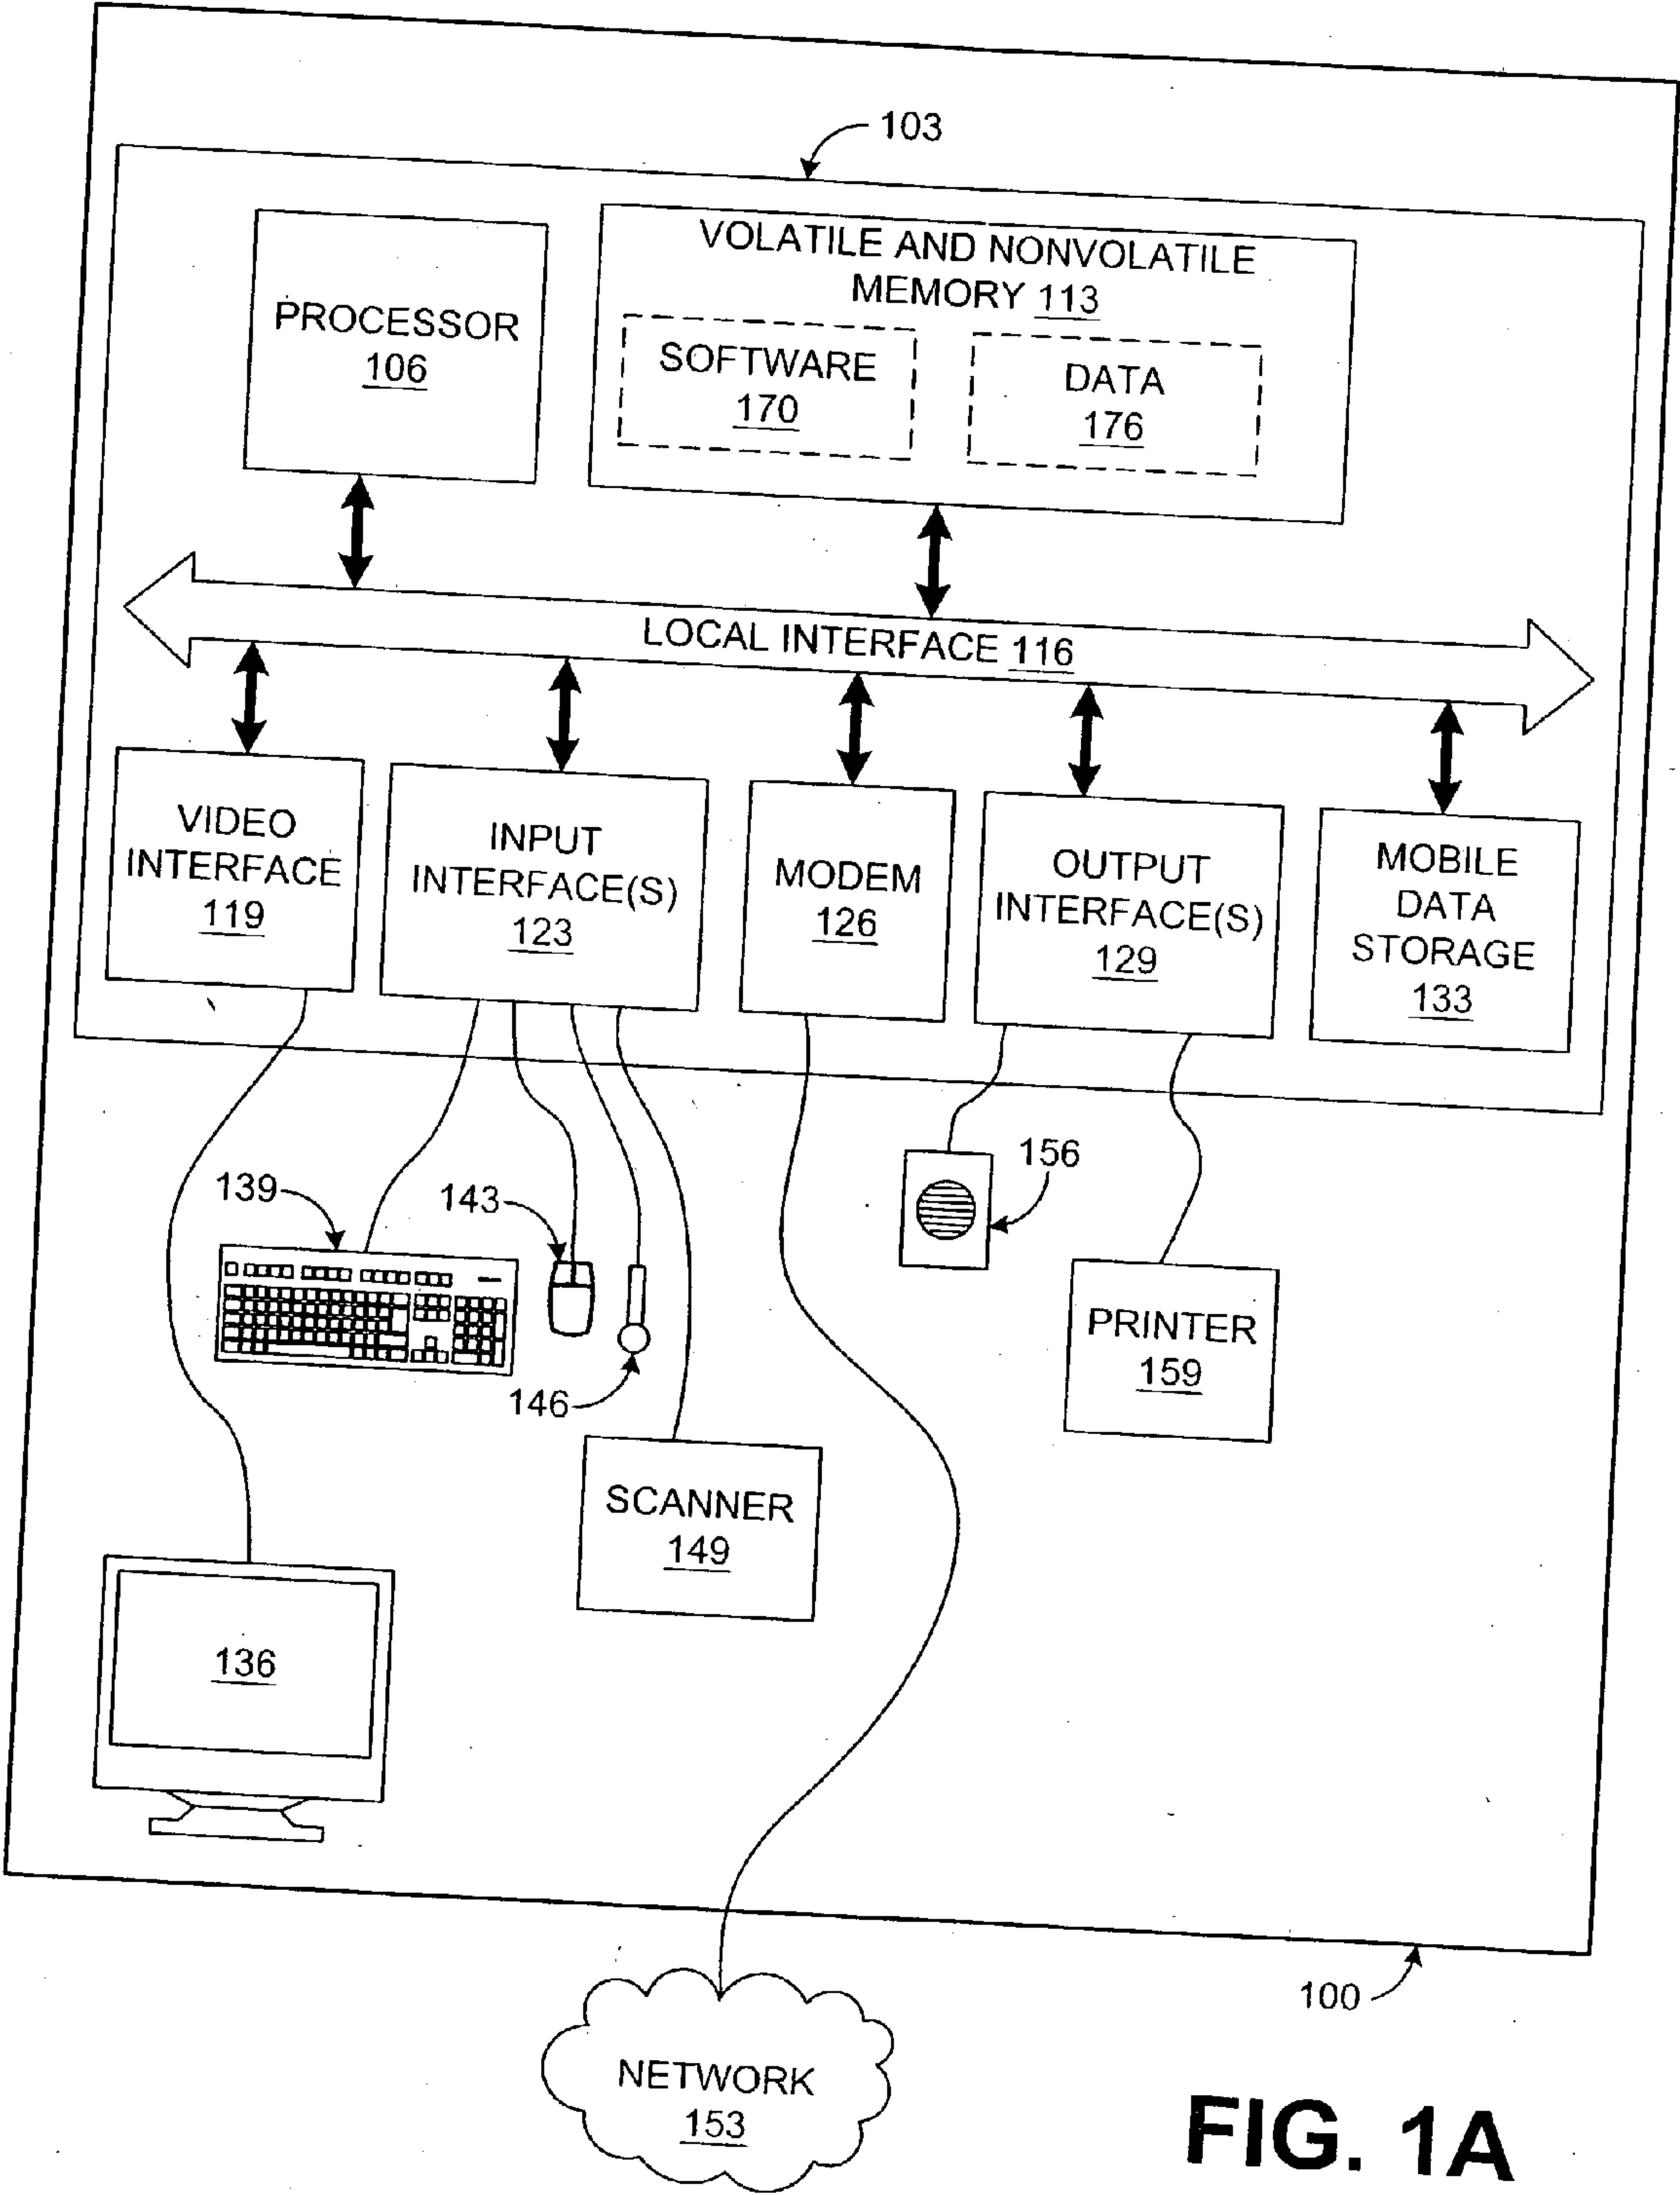 103
PROCESSOR
106
VOLATILE AND NONVOLATILE
MEMORY 113
SOFTWARE
170
DATA
176
LOCAL INTERFACE 116
VIDEO
INTERFACE
119
INPUT
INTERFACE(S)
123
MODEM
126
OUTPUT
INTERFACE(S)
129
MOBILE
DATA
STORAGE
133
139
143
146
156
PRINTER
159
SCANNER
149
136
100
NETWORK
153
FIG. 1A